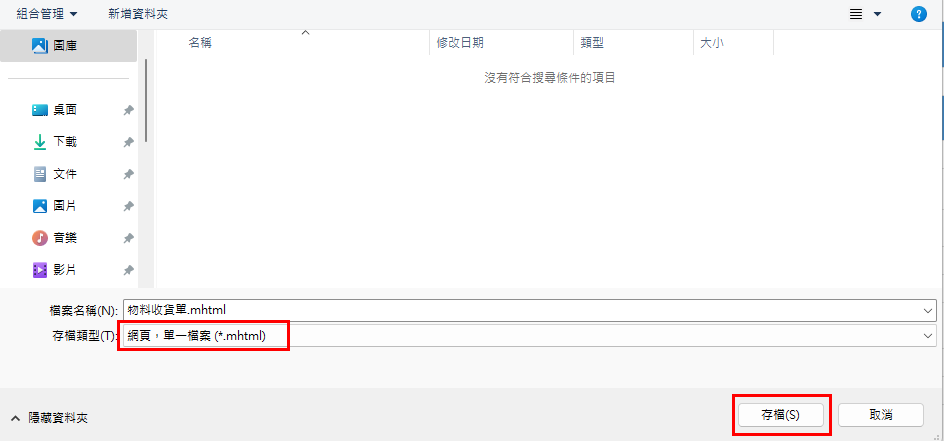 組合管理 新增資料夾
圖庫
名稱 修改日期 類型 大小
沒有符合搜尋條件的項目
桌面
下載
文件
圖片
音樂
影片
檔案名稱(N): 物料收貨單.mhtml
存檔類型(T): 網頁，單一檔案 (*.mhtml)
隱藏資料夾 存檔(S) 取消